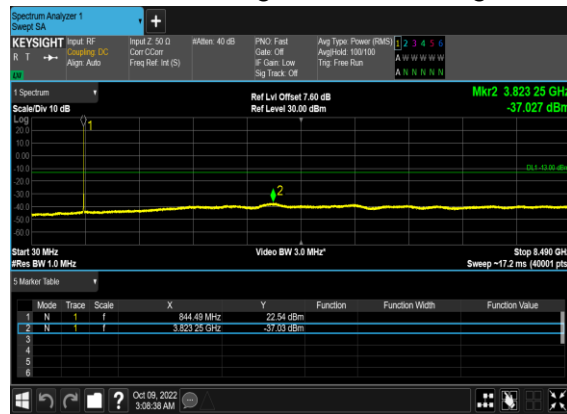 Spectrum Analyzer 1
Swept SA
+
KEYSIGHT Input: RF Input Z: 50 Ω #Atten: 40 dB PNO: Fast Avg Type: Power (RMS) 1 2 3 4 5 6
R T Coupling: DC Corr CCorr Gate: Off Avg|Hold: 100/100 A W W W W W
Align: Auto Freq Ref: Int (S) IF Gain: Low Trig: Free Run
Sig Track: Off A N N N N N
1 Spectrum Ref Lvl Offset 7.60 dB Mkr2 3.823 25 GHz
Scale/Div 10 dB Ref Level 30.00 dBm -37.027 dBm
Log
1
20.0
10.0
0.00
-10.0
DL1 -13.00 dBm
-20.0
-30.0
2
-40.0
-50.0
-60.0
Start 30 MHz Video BW 3.0 MHz* Stop 8.490 GHz
#Res BW 1.0 MHz Sweep ~17.2 ms (40001 pts)
5 Marker Table
Mode Trace Scale X Y Function Function Width Function Value
1 N 1 f 844.49 MHz 22.54 dBm
2 N 1 f 3.823 25 GHz -37.03 dBm
3
4
5
6
? Oct 09, 2022
3:08:38 AM